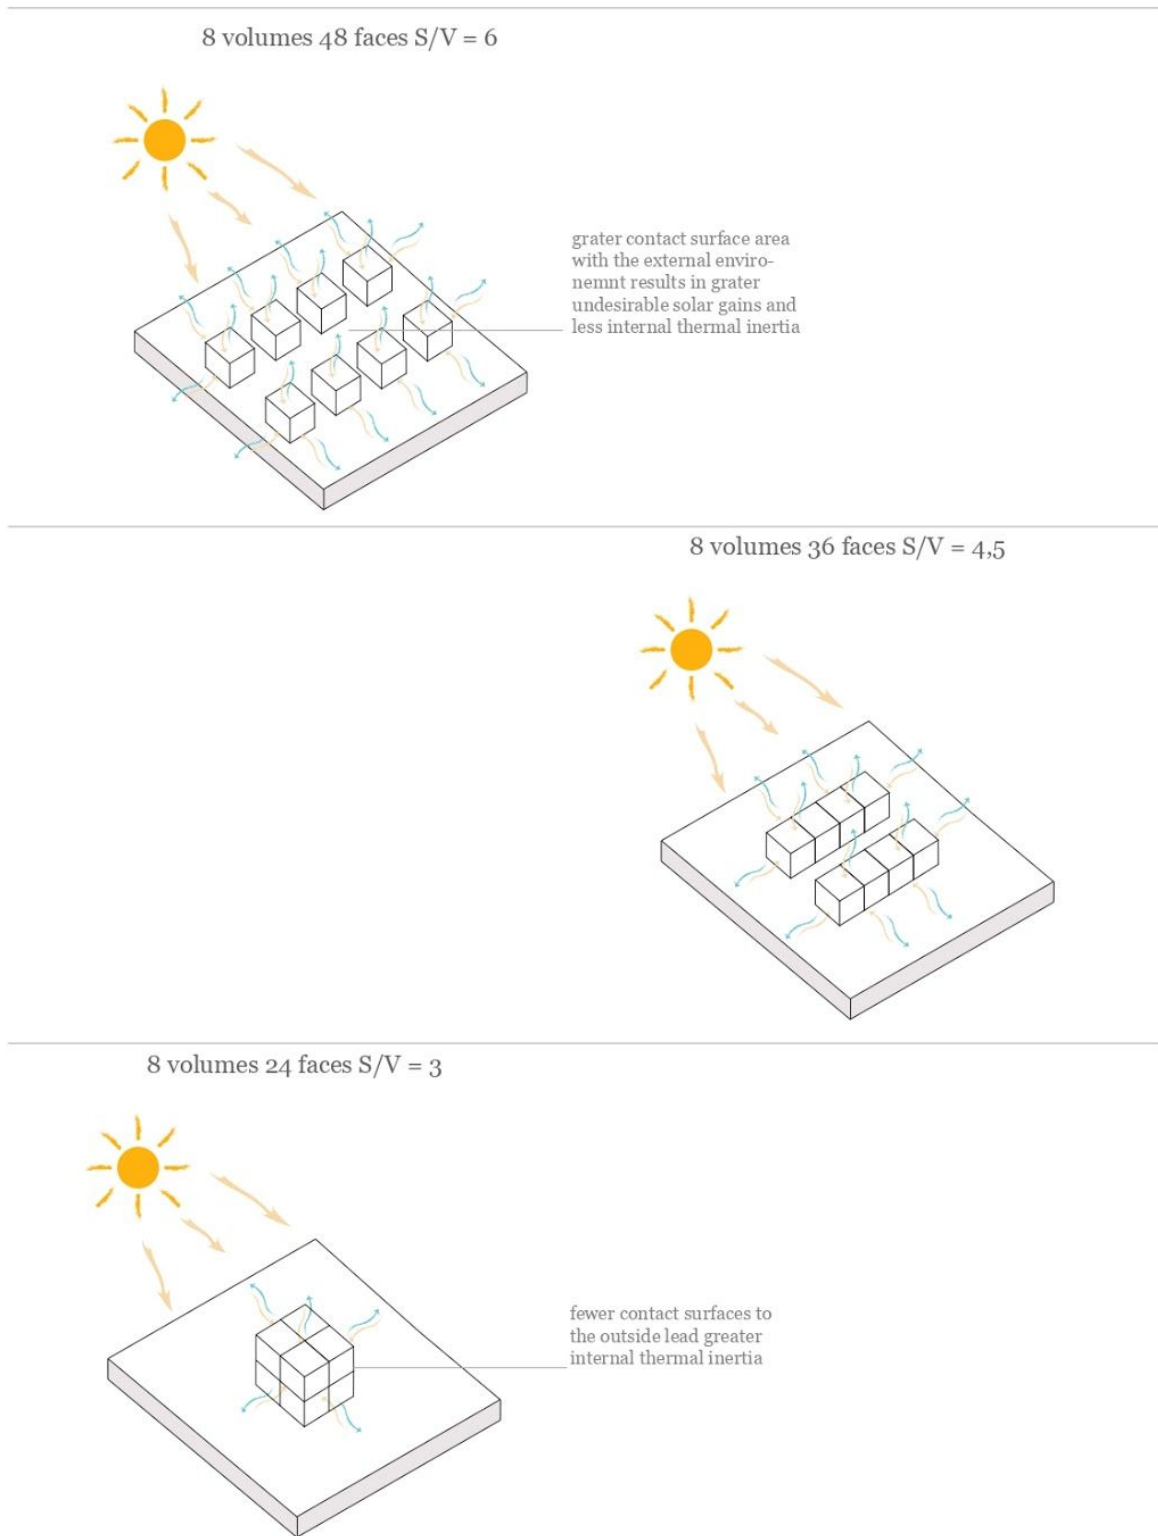 8 volumes 48 faces S/V = 6
grater contact surface area
with the external enviro-
nemnt results in grater
undesirable solar gains and
less internal thermal inertia
8 volumes 36 faces S/V = 4,5
8 volumes 24 faces S/V = 3
fewer contact surfaces to
the outside lead greater
internal thermal inertia